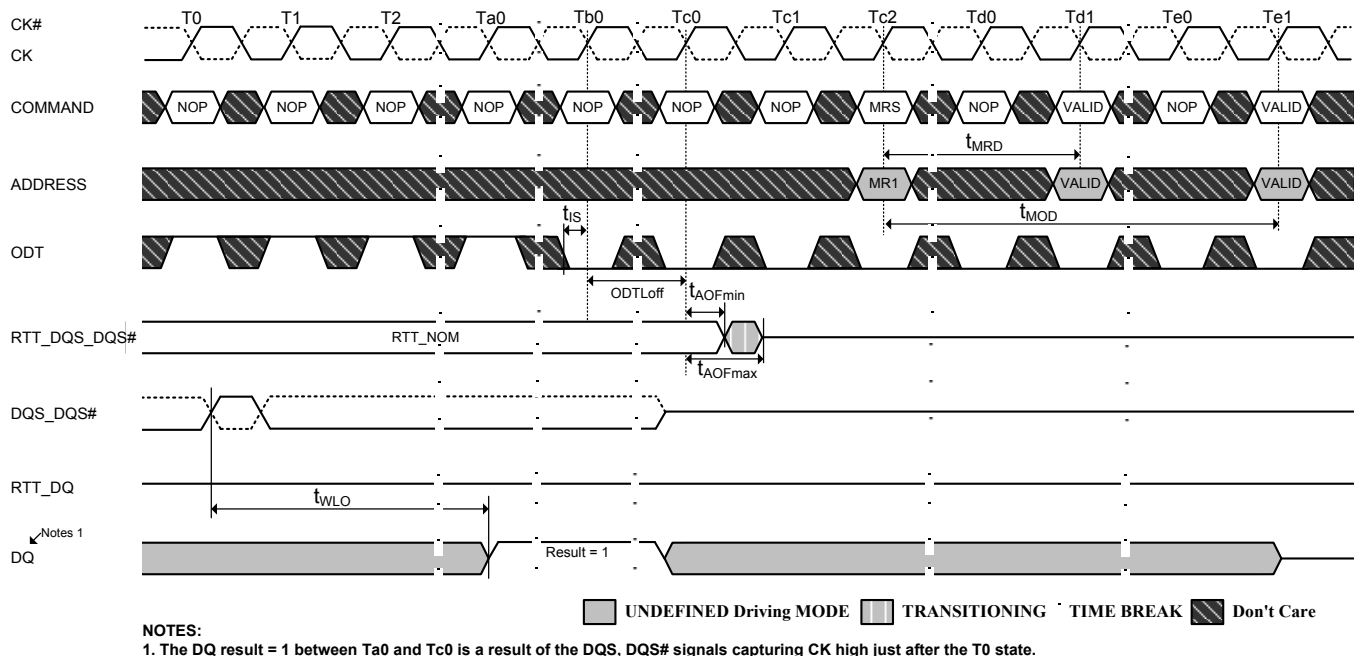 T0 T1 T2 Ta0 Tb0 Tc0 Tc1 Tc2 Td0 Td1 Te0 Te1
CK#
CK
COMMAND NOP NOP NOP NOP NOP NOP NOP MRS NOP VALID NOP VALID
tMRD
ADDRESS MR1 VALID VALID
tIS tMOD
ODT
ODTLoff tAOFmin
RTT_DQS_DQS# RTT_NOM
tAOFmax
DQS_DQS#
RTT_DQ
tWLO
Notes 1
DQ Result = 1
UNDEFINED Driving MODE TRANSITIONING TIME BREAK Don't Care
NOTES:
1. The DQ result = 1 between Ta0 and Tc0 is a result of the DQS, DQS# signals capturing CK high just after the T0 state.